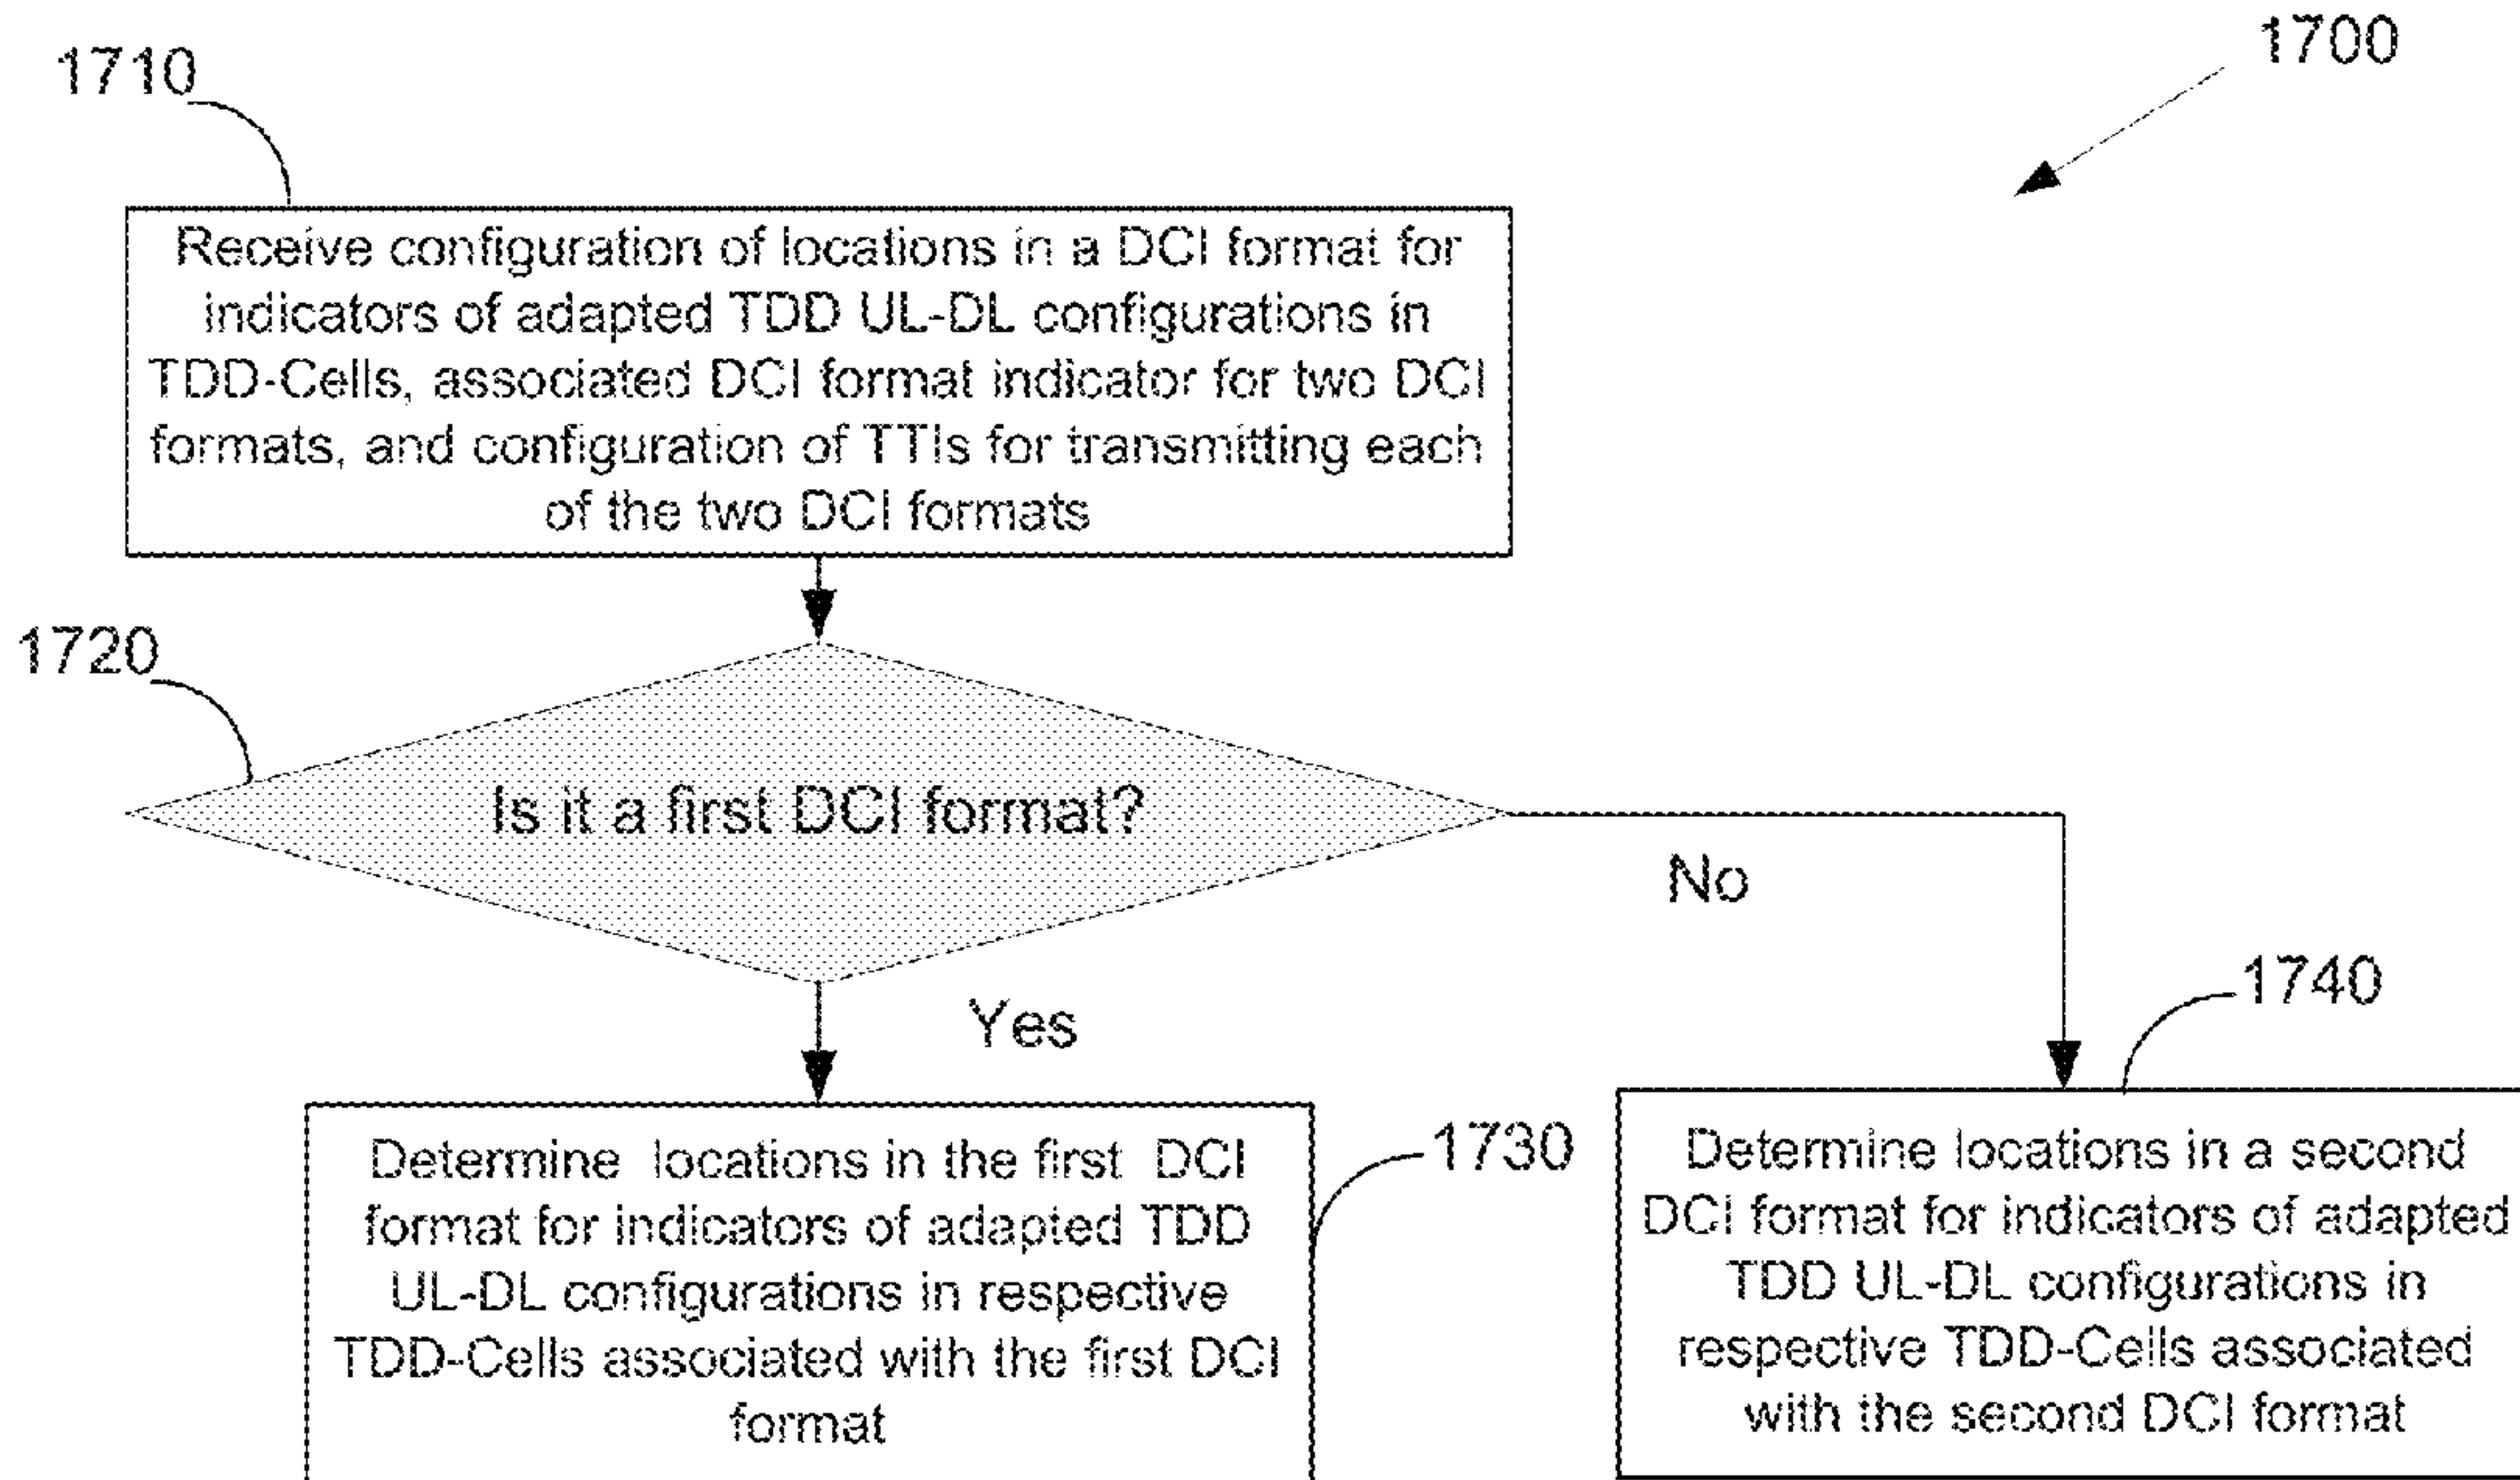 1700
1710
Receive configuration of locations in a DCI format for
indicators of adapted TDD UL-DL configurations in
TDD-Cells, associated DCI format indicator for two DCI
formats, and configuration of TTIs for transmitting each
of the two DCI formats
1720
Is it a first DCI format?
No
Yes
1730
Determine locations in the first DCI
format for indicators of adapted TDD
UL-DL configurations in respective
TDD-Cells associated with the first DCI
format
1740
Determine locations in a second
DCI format for indicators of adapted
TDD UL-DL configurations in
respective TDD-Cells associated
with the second DCI format